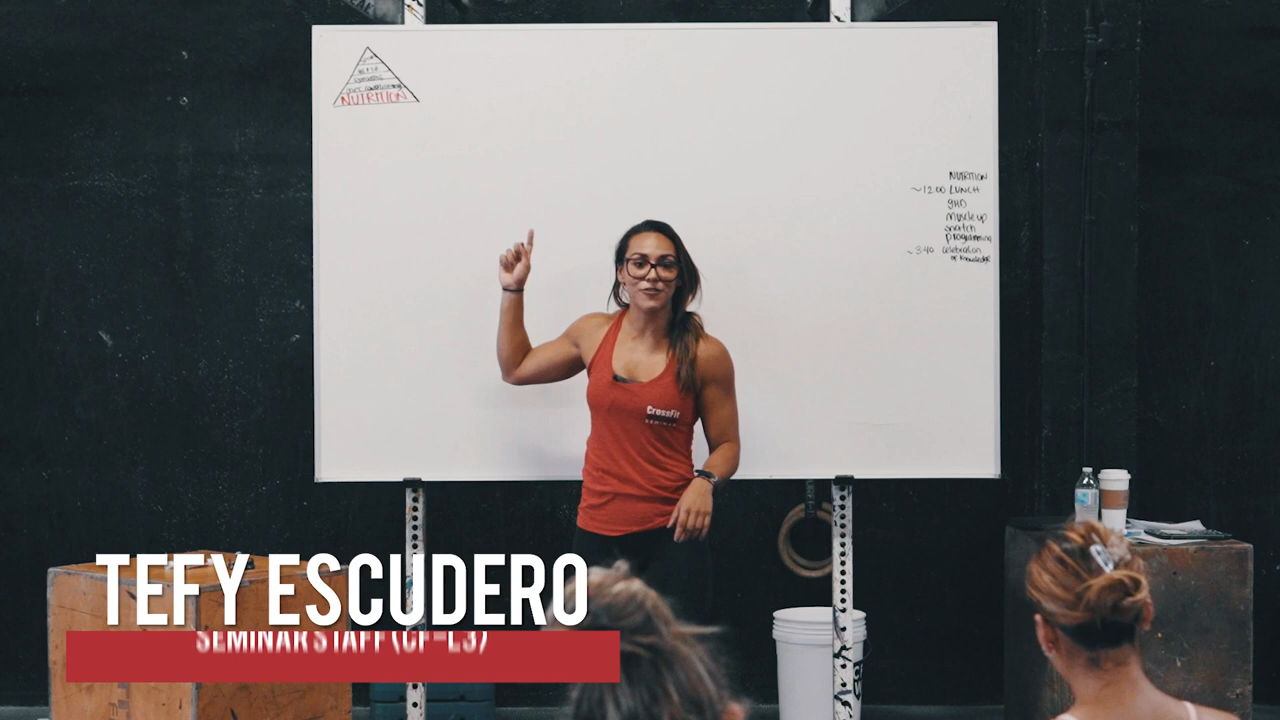 NUTRITION
NUTRITION
~12:00 LUNCH
GHD
Muscle up
snatch
programming
~3:40 celebration
of knowledge
CrossFit
SEMINAR
TEFY ESCUDERO
SEMINAR STAFF (CF-L3)